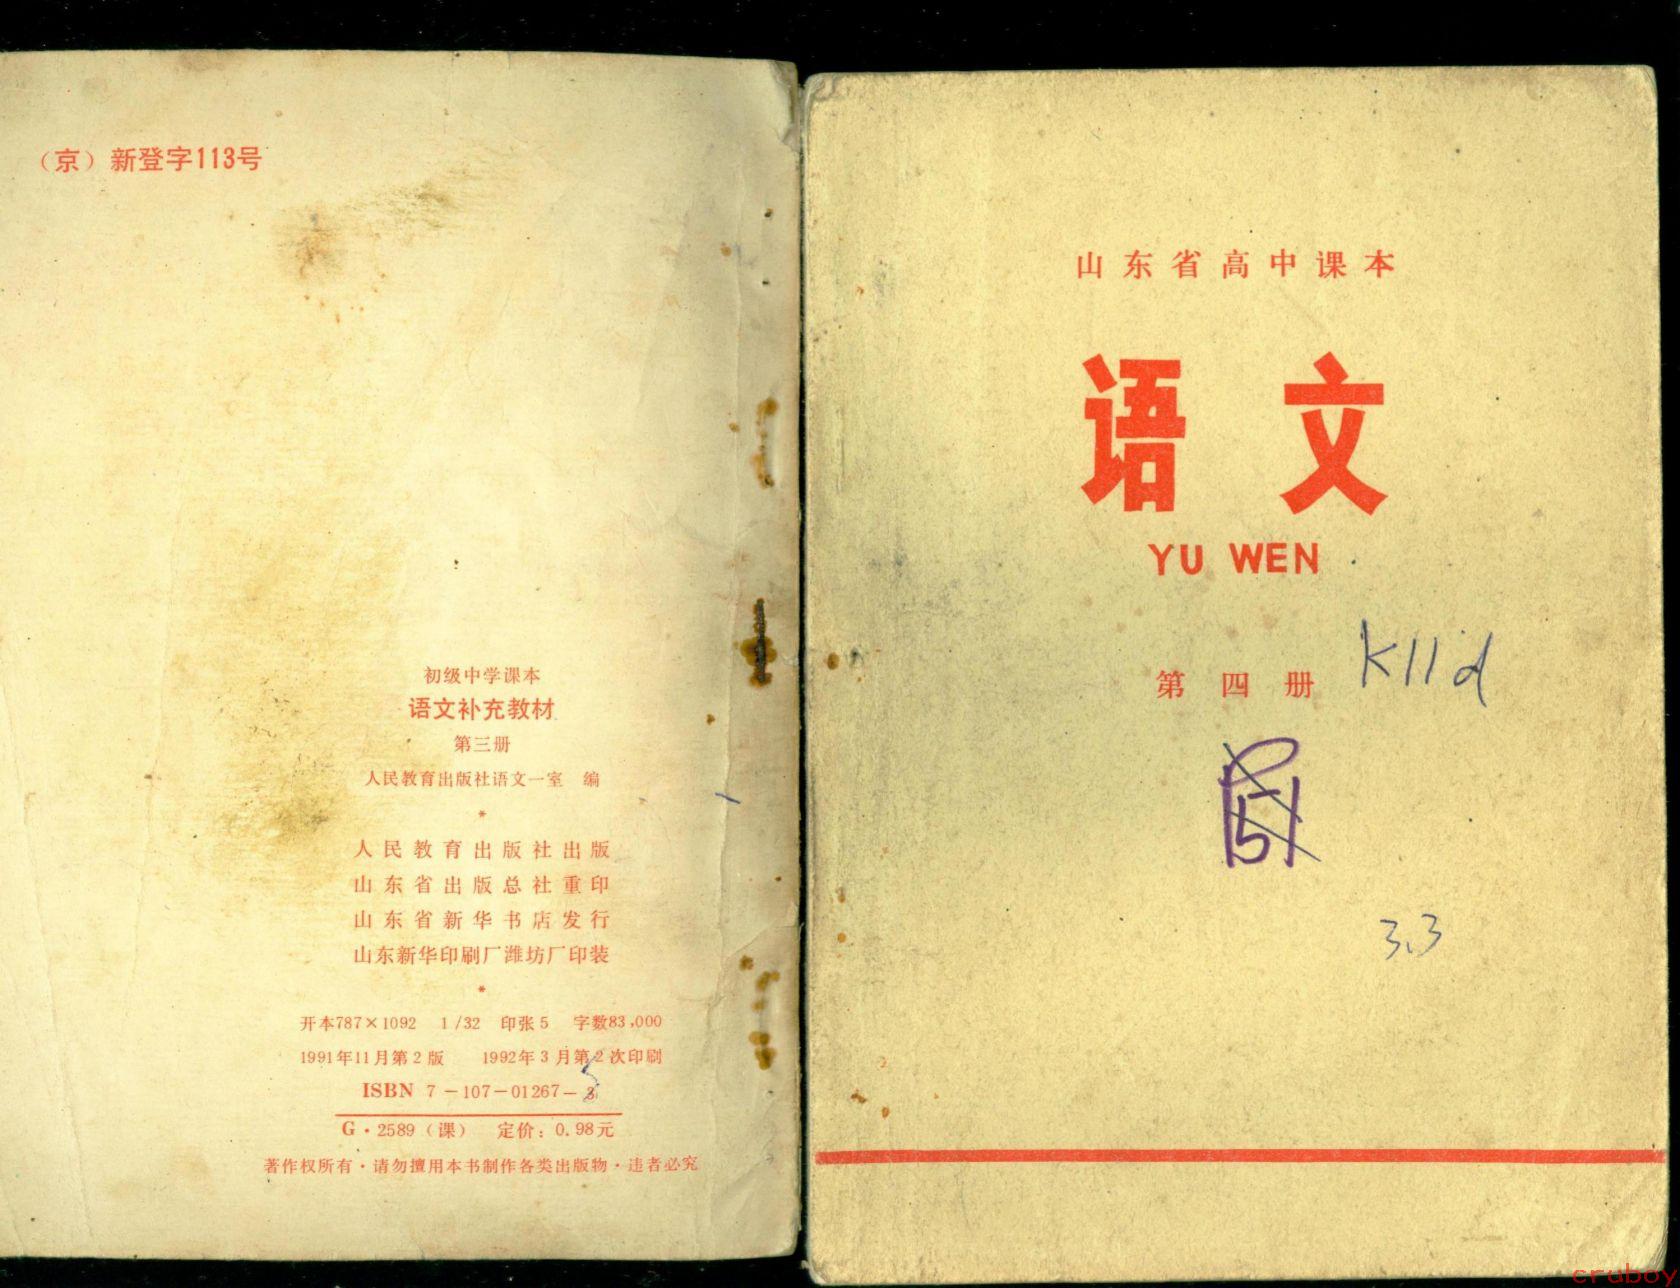 （京）新登字113号
初级中学课本
语文补充教材
第三册
人民教育出版社语文一室 编
*
人民教育出版社出版
山东省出版总社重印
山东省新华书店发行
山东新华印刷厂潍坊厂印装
*
开本787×1092 1/32 印张5 字数83,000
1991年11月第2版 1992年3月第2次印刷
ISBN 7-107-01267-3
5
G·2589（课） 定价：0.98元
著作权所有·请勿擅用本书制作各类出版物·违者必究
山东省高中课本
语文
YU WEN
第四册
K11d
51
3.3
cruboy